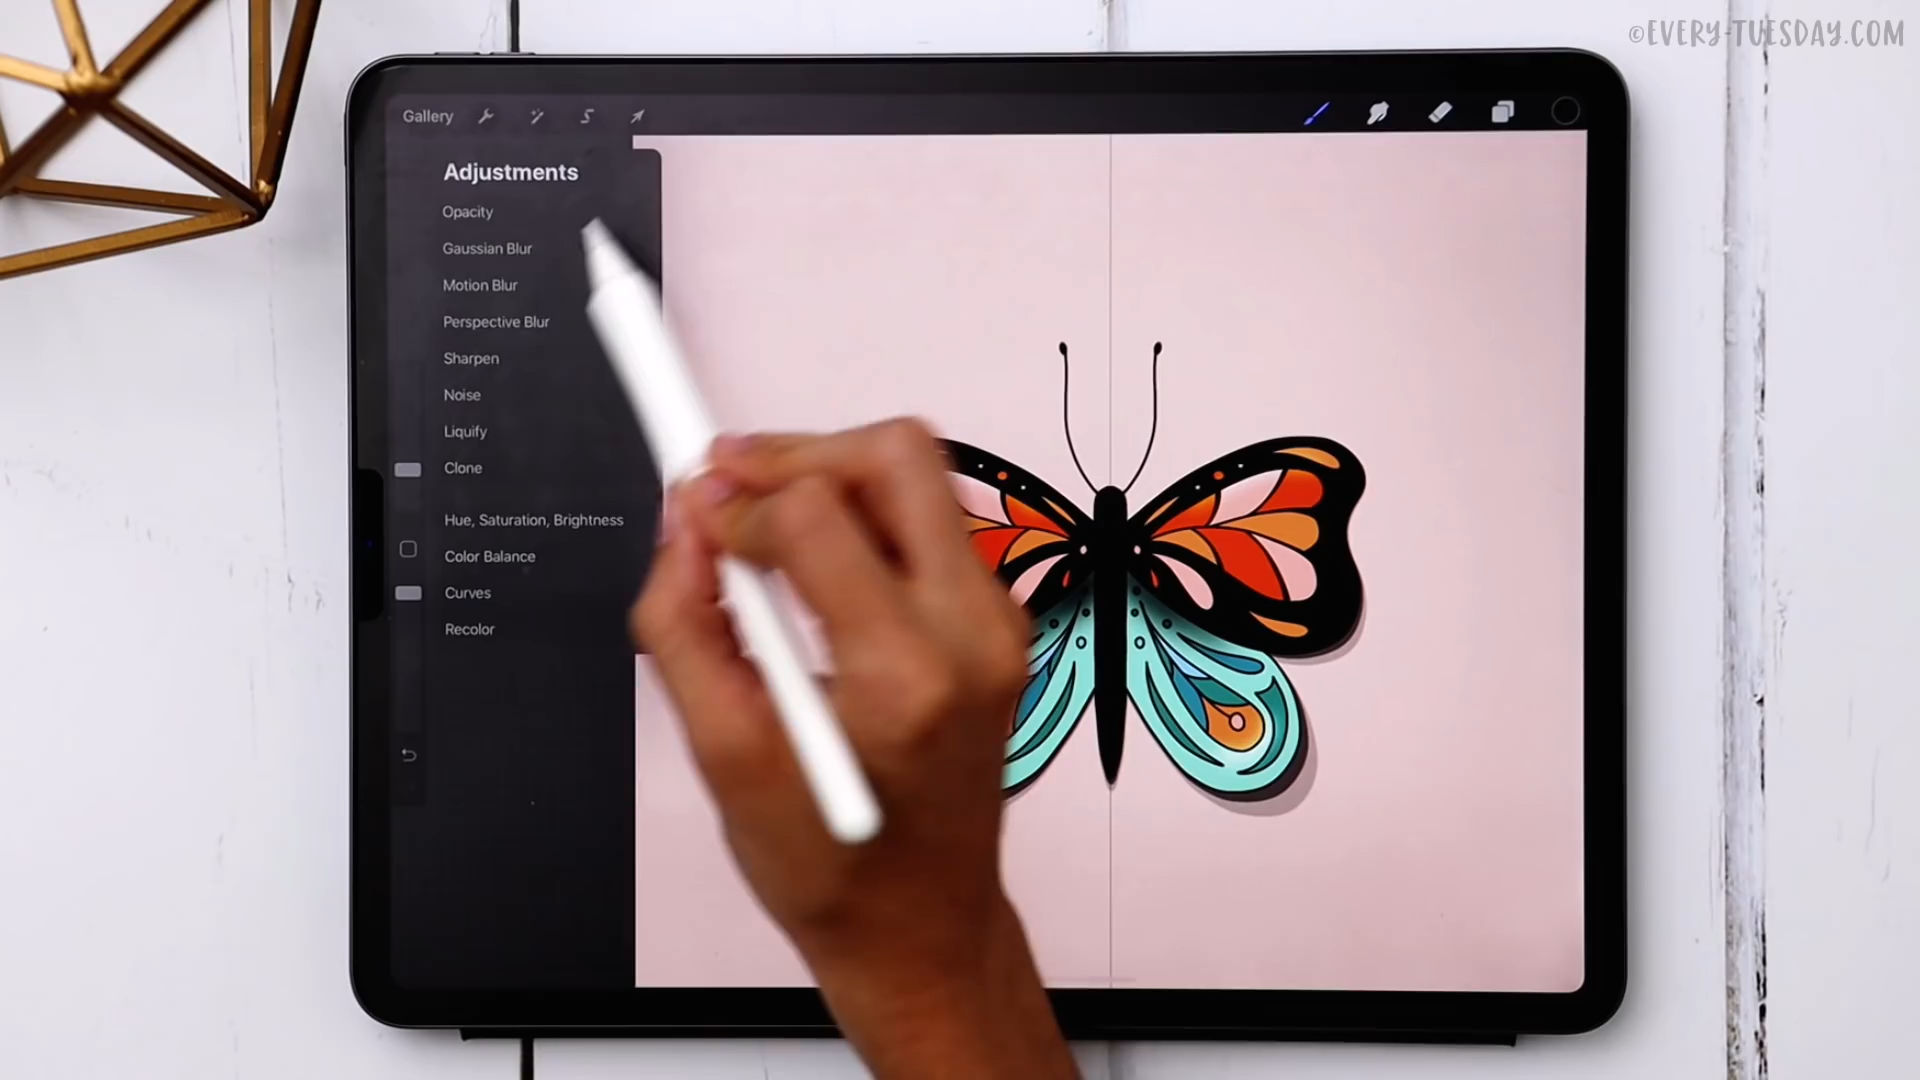 ©EVERY-TUESDAY.COM
Gallery
Adjustments
Opacity
Gaussian Blur
Motion Blur
Perspective Blur
Sharpen
Noise
Liquify
Clone
Hue, Saturation, Brightness
Color Balance
Curves
Recolor